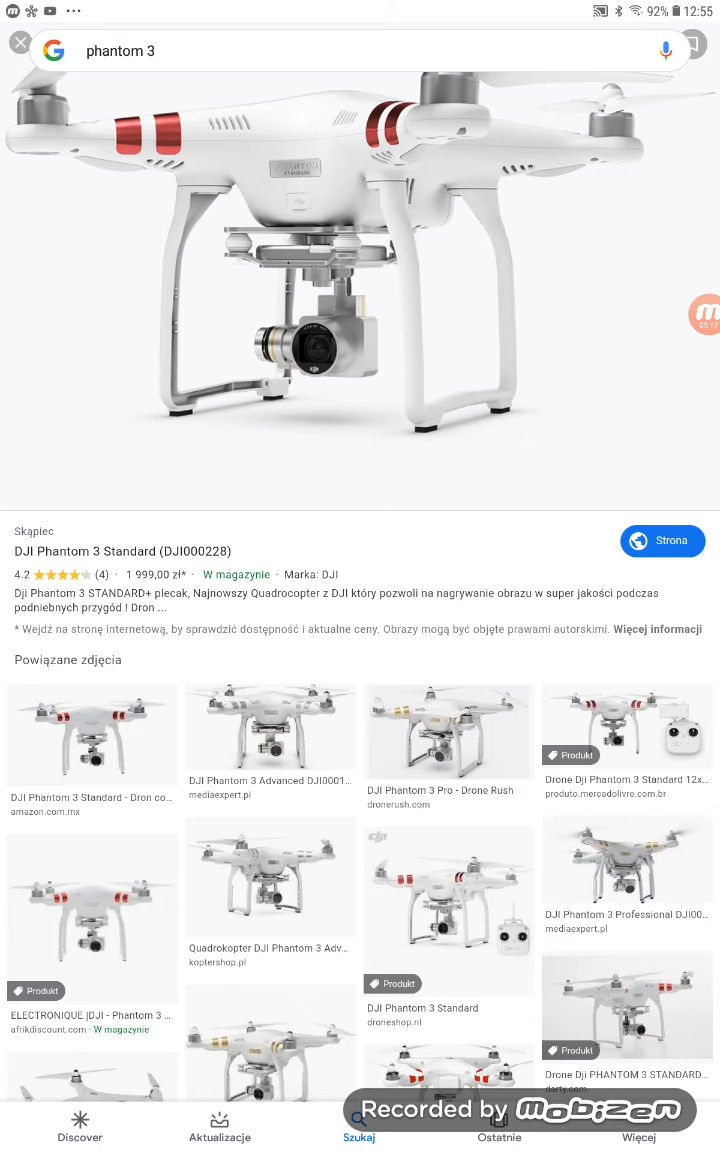 92% 12:55
phantom 3
PHANTOM
STANDARD
dji
05:12
Skąpiec
DJI Phantom 3 Standard (DJI000228)
Strona
4.2 (4) · 1 999,00 zł* · W magazynie · Marka: DJI
Dji Phantom 3 STANDARD+ plecak, Najnowszy Quadrocopter z DJI który pozwoli na nagrywanie obrazu w super jakości podczas
podniebnych przygód ! Dron ...
* Wejdź na stronę internetową, by sprawdzić dostępność i aktualne ceny. Obrazy mogą być objęte prawami autorskimi. Więcej informacji
Powiązane zdjęcia
DJI Phantom 3 Standard - Dron co...
amazon.com.mx
DJI Phantom 3 Advanced DJI0001...
mediaexpert.pl
DJI Phantom 3 Pro - Drone Rush
dronerush.com
Produkt
Drone Dji Phantom 3 Standard 12x...
produto.mercadolivre.com.br
Produkt
ELECTRONIQUE |DJI - Phantom 3 ...
afrikdiscount.com · W magazynie
Quadrokopter DJI Phantom 3 Adv...
koptershop.pl
dji
Produkt
DJI Phantom 3 Standard
droneshop.nl
DJI Phantom 3 Professional DJI00...
mediaexpert.pl
Produkt
Drone Dji PHANTOM 3 STANDARD...
darty.com
Recorded by mobizen
Discover
Aktualizacje
Szukaj
Ostatnie
Więcej